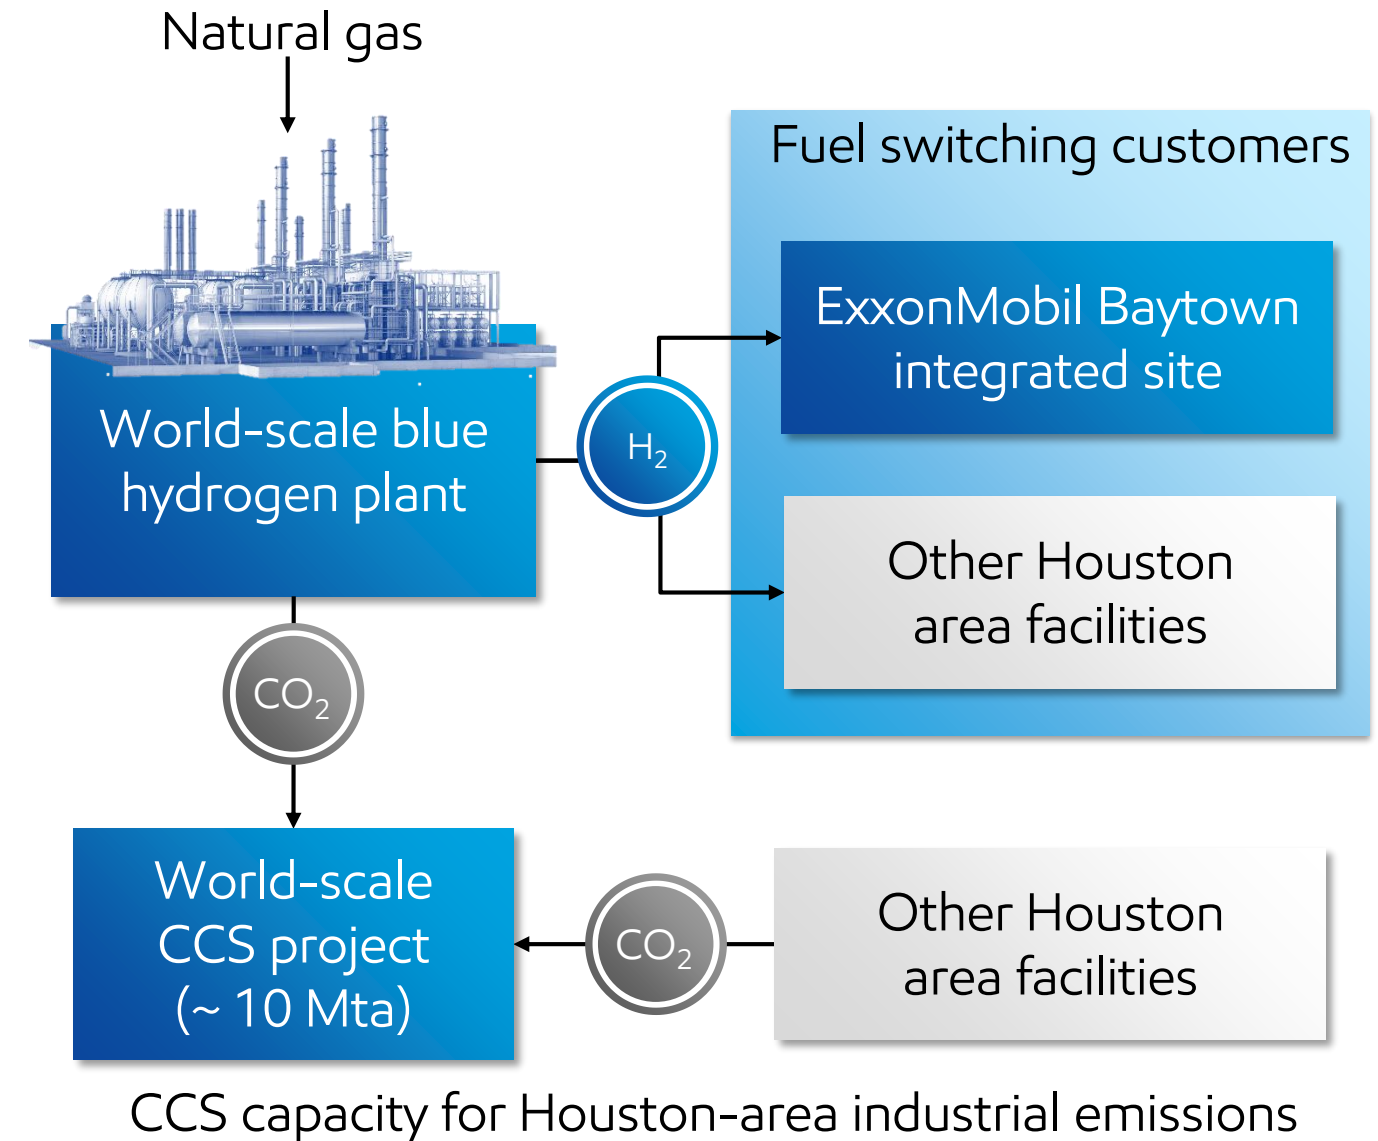 Natural gas
Fuel switching customers
ExxonMobil Baytown
integrated site
World-scale blue
hydrogen plant
H₂
Other Houston
area facilities
CO₂
World-scale
CCS project
(~ 10 Mta)
CO₂
Other Houston
area facilities
CCS capacity for Houston-area industrial emissions